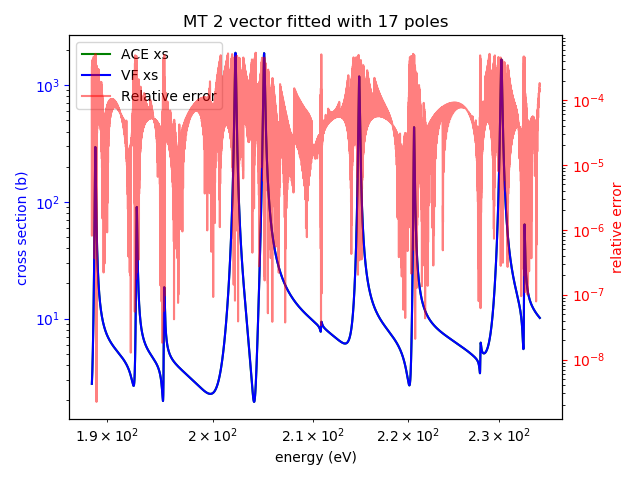 MT 2 vector fitted with 17 poles
ACE xs
VF xs
Relative error
10³
10²
10¹
cross section (b)
10⁻⁴
10⁻⁵
10⁻⁶
10⁻⁷
10⁻⁸
relative error
1.9 × 10²
2 × 10²
2.1 × 10²
2.2 × 10²
2.3 × 10²
energy (eV)